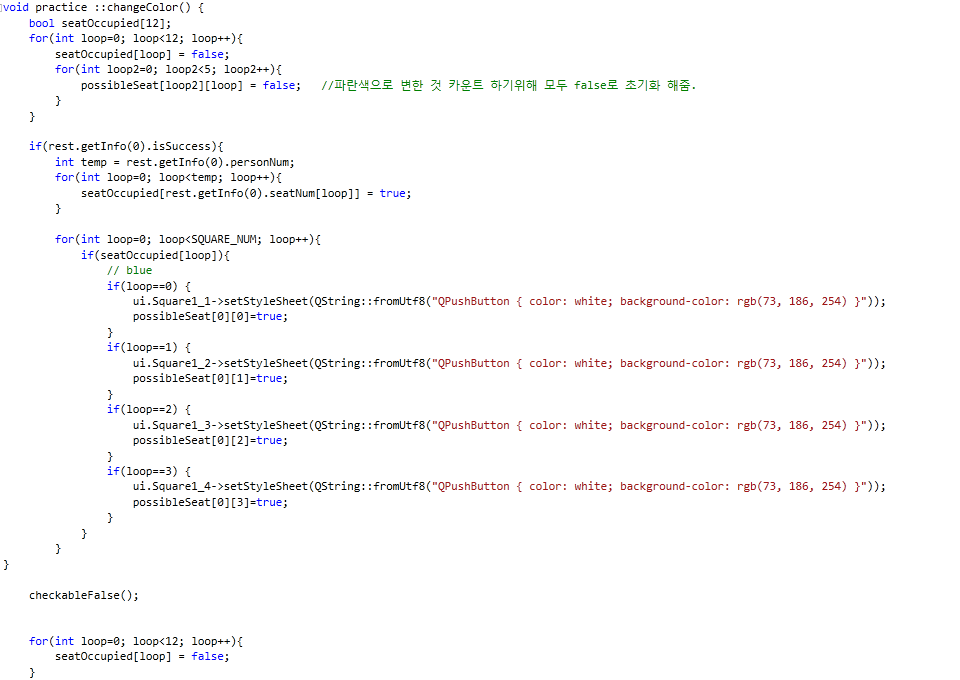 void practice ::changeColor() {
    bool seatOccupied[12];
    for(int loop=0; loop<12; loop++){
        seatOccupied[loop] = false;
        for(int loop2=0; loop2<5; loop2++){
            possibleSeat[loop2][loop] = false;   //파란색으로 변한 것 카운트 하기위해 모두 false로 초기화 해줌.
        }
    }
    if(rest.getInfo(0).isSuccess){
        int temp = rest.getInfo(0).personNum;
        for(int loop=0; loop<temp; loop++){
            seatOccupied[rest.getInfo(0).seatNum[loop]] = true;
        }
        for(int loop=0; loop<SQUARE_NUM; loop++){
            if(seatOccupied[loop]){
                // blue
                if(loop==0) {
                    ui.Square1_1->setStyleSheet(QString::fromUtf8("QPushButton { color: white; background-color: rgb(73, 186, 254) }"));
                    possibleSeat[0][0]=true;
                }
                if(loop==1) {
                    ui.Square1_2->setStyleSheet(QString::fromUtf8("QPushButton { color: white; background-color: rgb(73, 186, 254) }"));
                    possibleSeat[0][1]=true;
                }
                if(loop==2) {
                    ui.Square1_3->setStyleSheet(QString::fromUtf8("QPushButton { color: white; background-color: rgb(73, 186, 254) }"));
                    possibleSeat[0][2]=true;
                }
                if(loop==3) {
                    ui.Square1_4->setStyleSheet(QString::fromUtf8("QPushButton { color: white; background-color: rgb(73, 186, 254) }"));
                    possibleSeat[0][3]=true;
                }
            }
        }
}
    checkableFalse();
    for(int loop=0; loop<12; loop++){
        seatOccupied[loop] = false;
    }